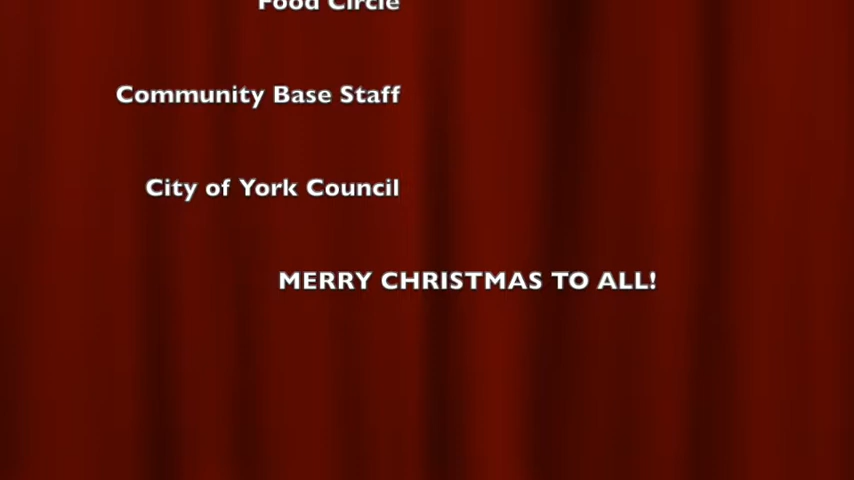 Food Circle
Community Base Staff
City of York Council
MERRY CHRISTMAS TO ALL!